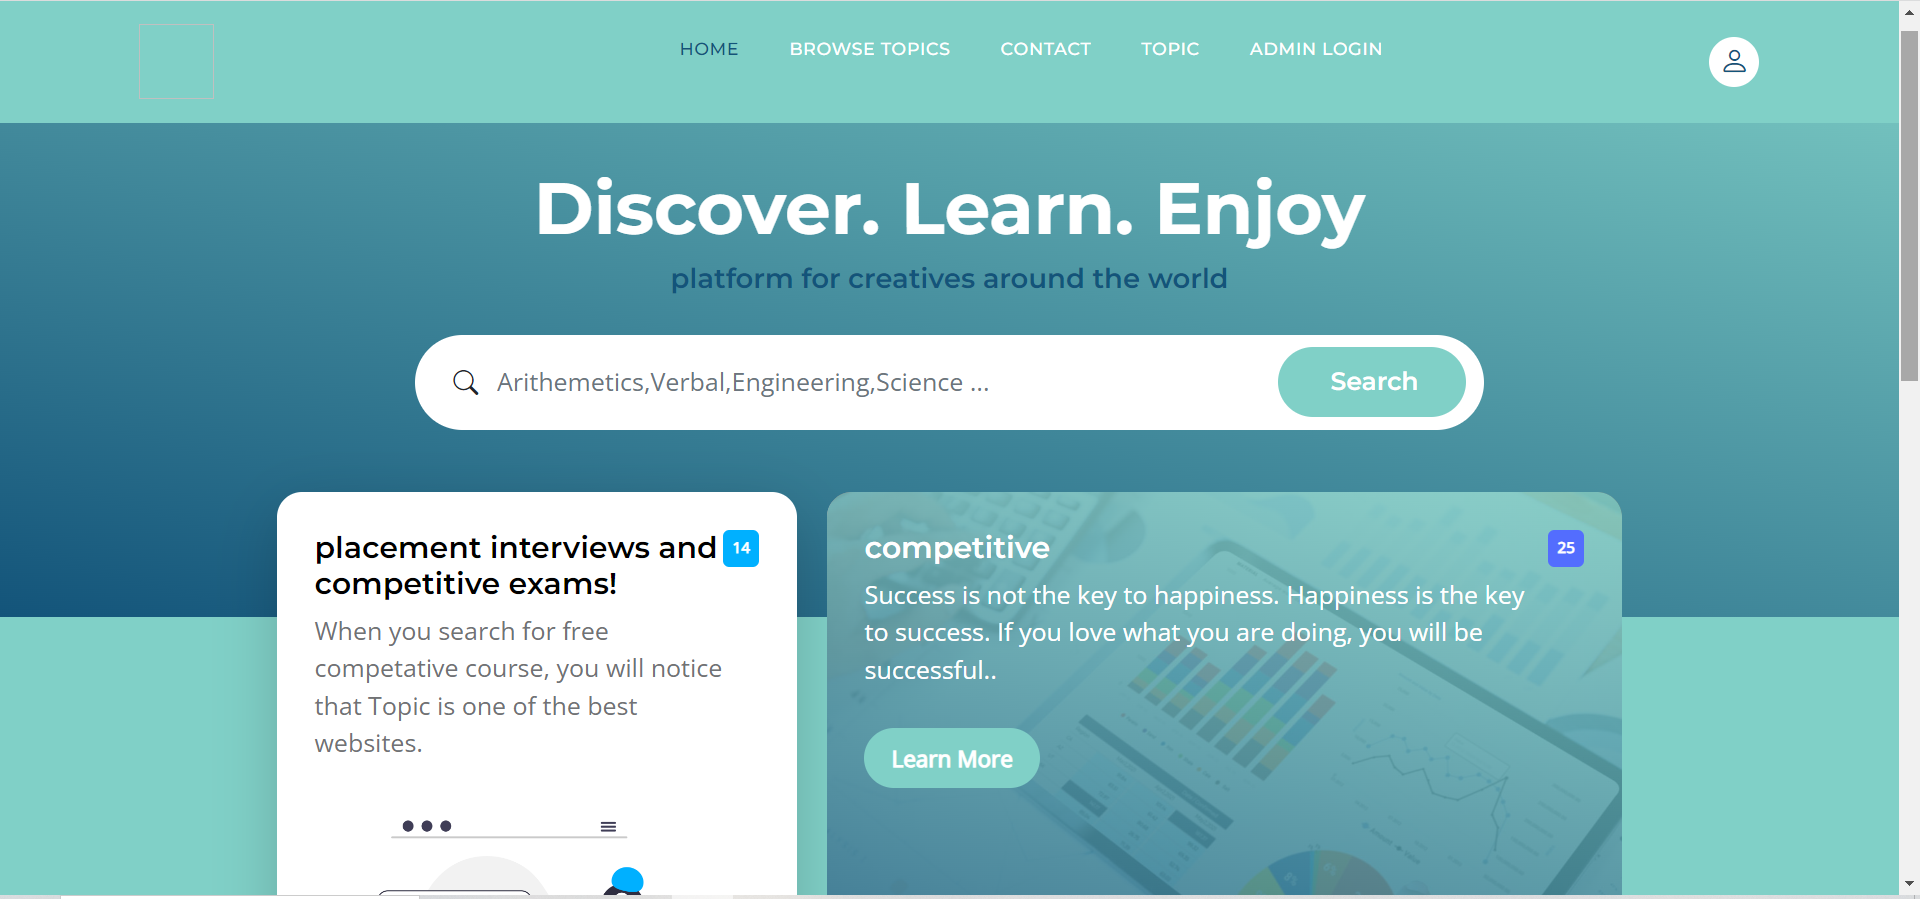 HOME BROWSE TOPICS CONTACT TOPIC ADMIN LOGIN
Discover. Learn. Enjoy
platform for creatives around the world
Arithemetics,Verbal,Engineering,Science ...
Search
placement interviews and 14
competitive exams!
When you search for free
competative course, you will notice
that Topic is one of the best
websites.
competitive 25
Success is not the key to happiness. Happiness is the key
to success. If you love what you are doing, you will be
successful..
Learn More